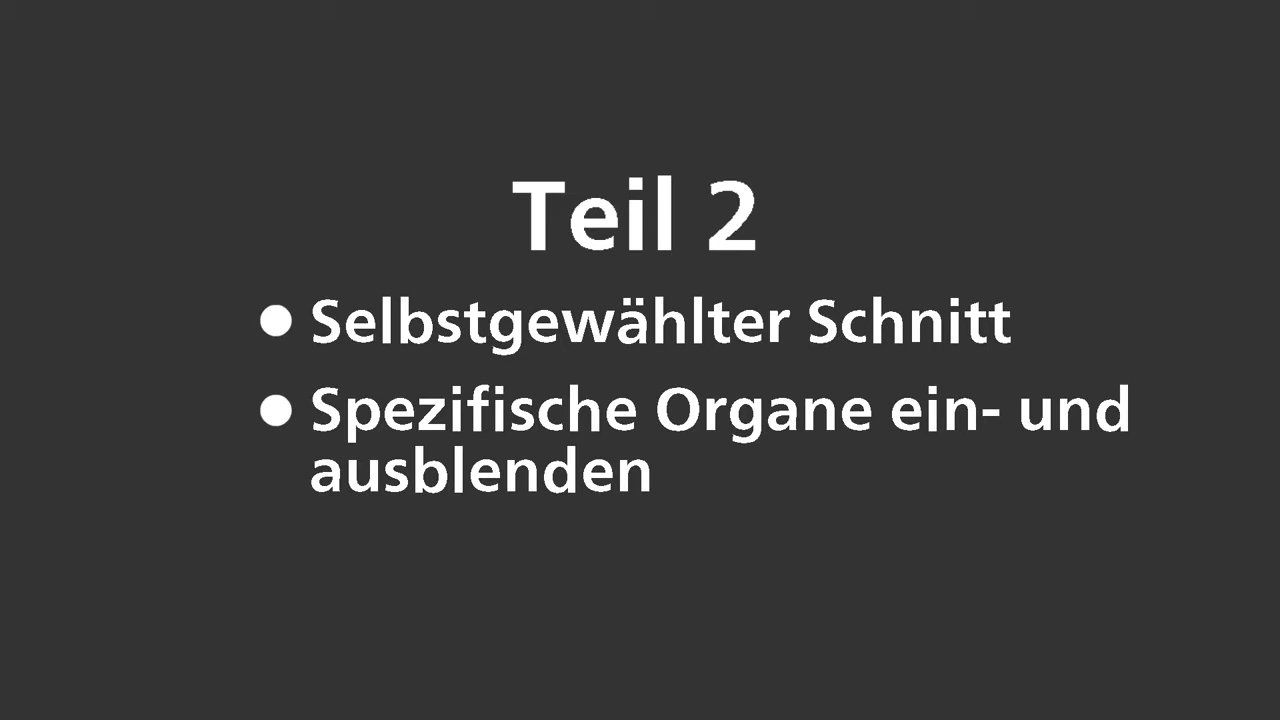 Teil 2
● Selbstgewählter Schnitt
● Spezifische Organe ein- und
ausblenden